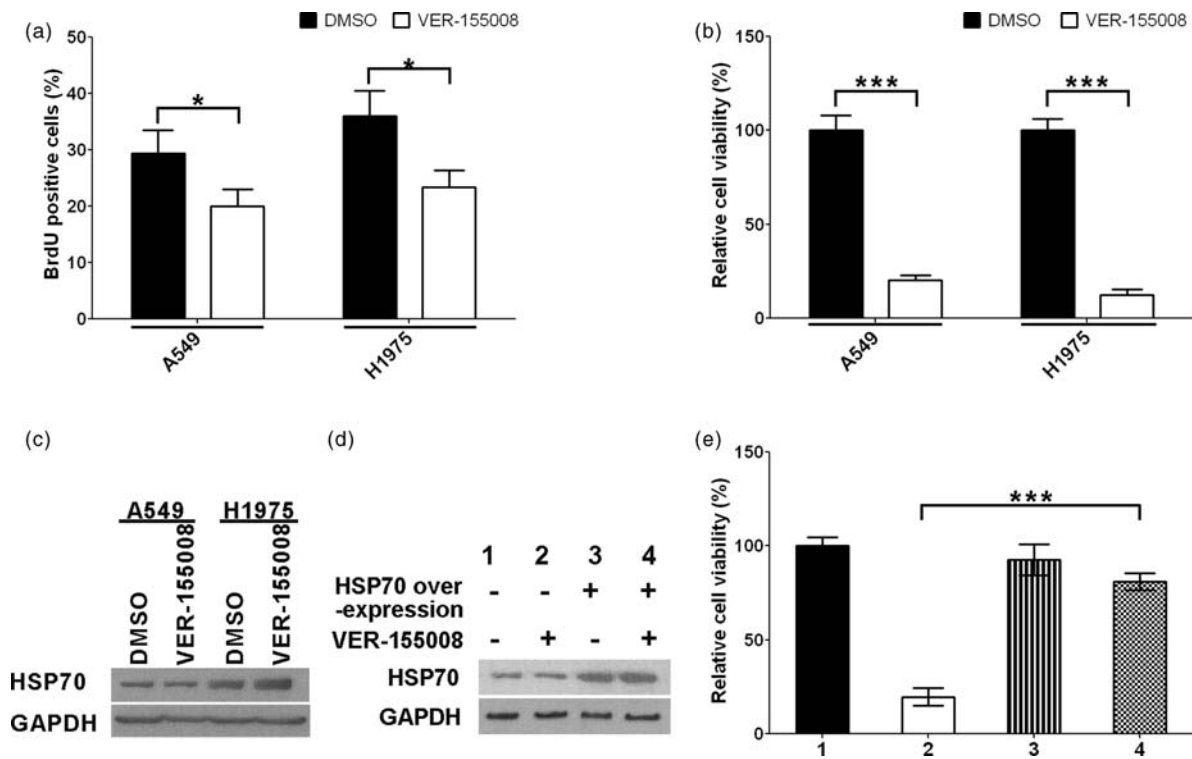 (a)
DMSO VER-155008
BrdU positive cells (%)
50
40
30
20
10
0
*
*
A549
H1975
(b)
DMSO VER-155008
Relative cell viability (%)
150
100
50
0
***
***
A549
H1975
(c)
A549 H1975
DMSO
VER-155008
DMSO
VER-155008
HSP70
GAPDH
(d)
1 2 3 4
HSP70 over - - + +
-expression
VER-155008 - + - +
HSP70
GAPDH
(e)
Relative cell viability (%)
150
100
50
0
***
1 2 3 4